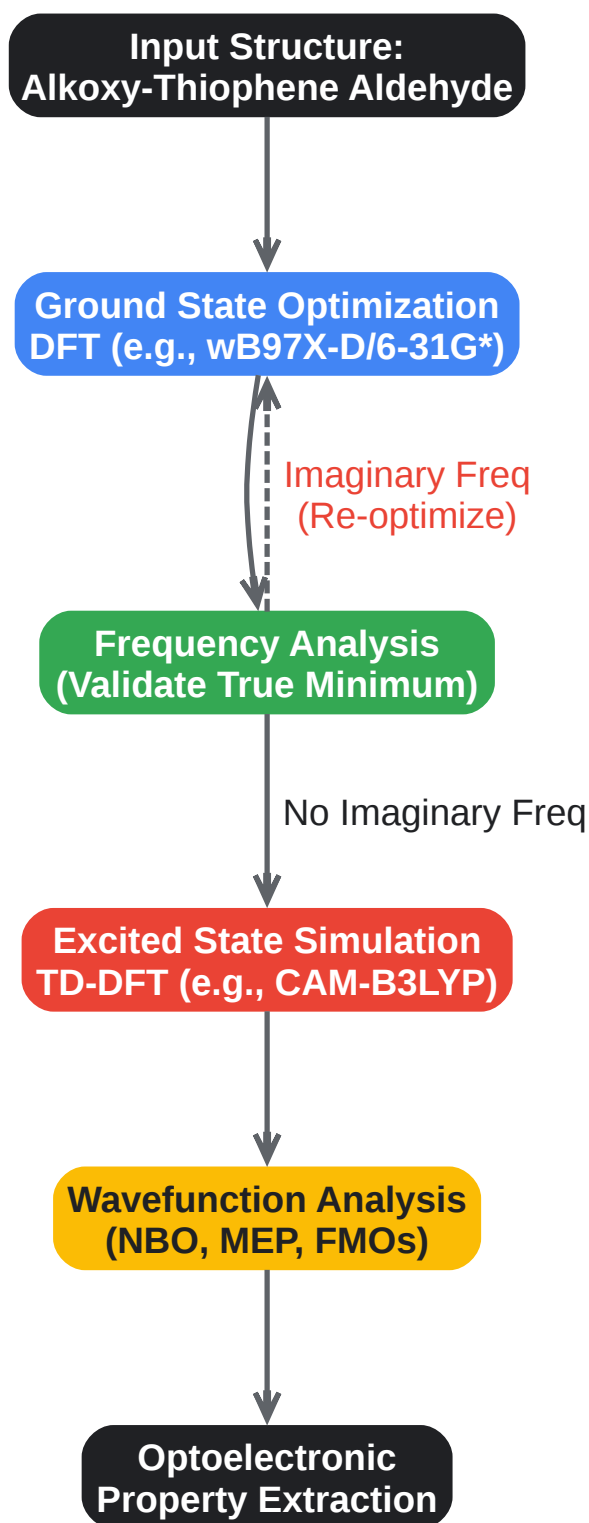 Input Structure:
Alkoxy-Thiophene Aldehyde
Ground State Optimization
DFT (e.g., wB97X-D/6-31G*)
Imaginary Freq
(Re-optimize)
Frequency Analysis
(Validate True Minimum)
No Imaginary Freq
Excited State Simulation
TD-DFT (e.g., CAM-B3LYP)
Wavefunction Analysis
(NBO, MEP, FMOs)
Optoelectronic
Property Extraction